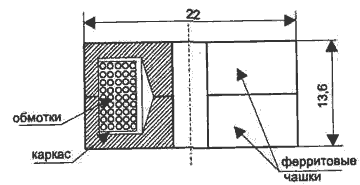 22
13,6
обмотки
каркас
ферритовые
чашки